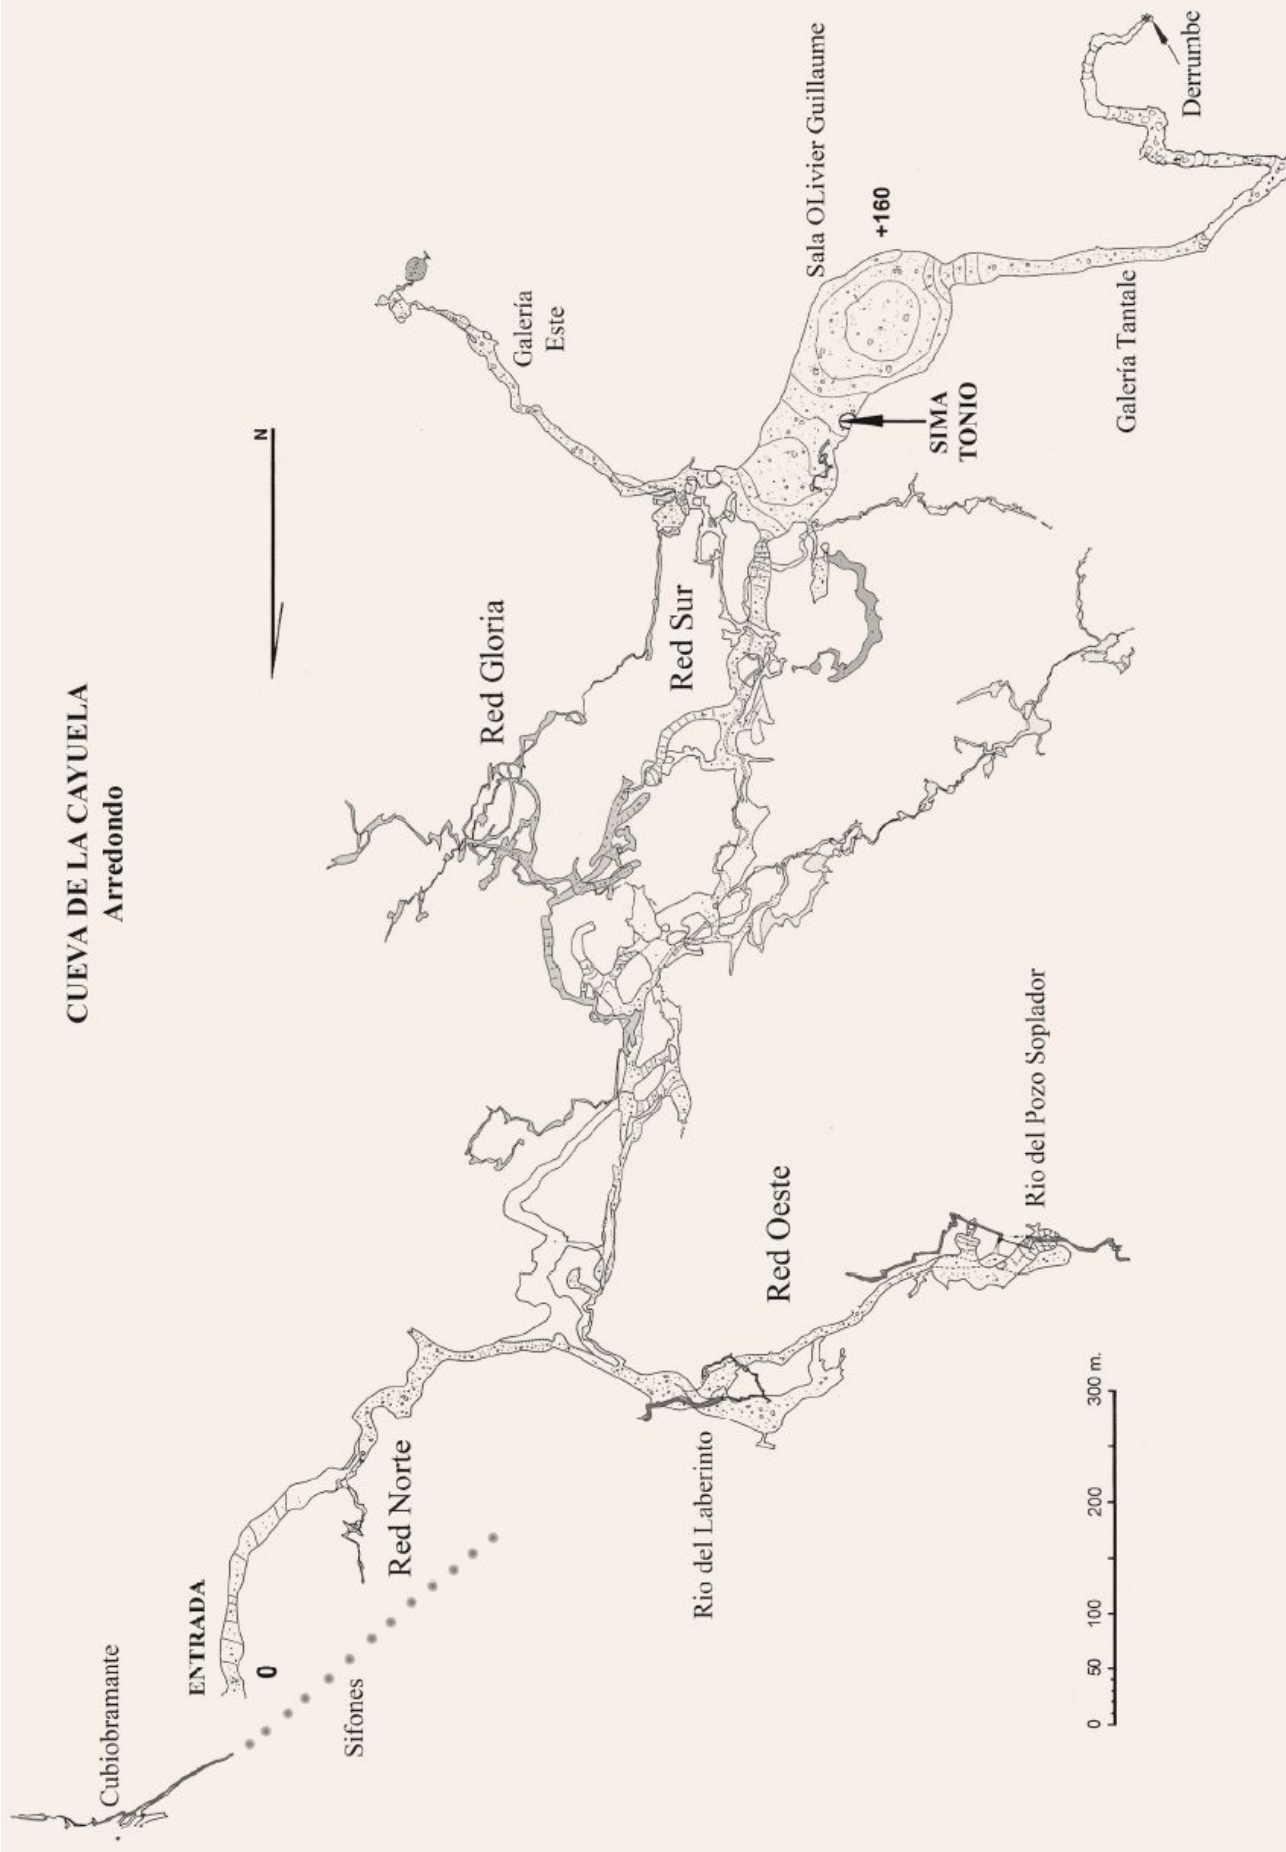 CUEVA DE LA CAYUELA
Arredondo
N
Cubiobramante
ENTRADA
0
Sifones
Red Norte
Red Gloria
Galería
Este
Red Sur
Sala OLivier Guillaume
+160
SIMA
TONIO
Galería Tantale
Derrumbe
Red Oeste
Rio del Laberinto
Rio del Pozo Soplador
0 50 100 200 300 m.